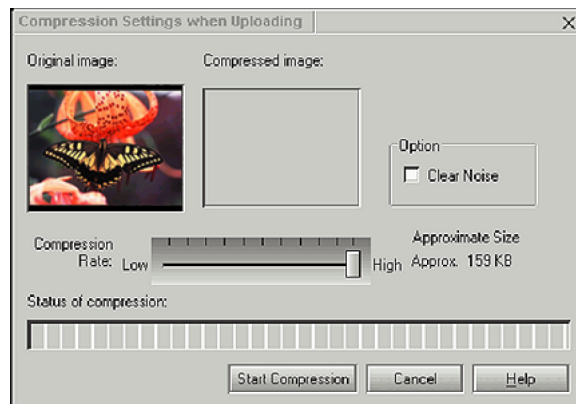 Compression Settings when Uploading
Original image:
Compressed image:
Option
Clear Noise
Compression
Rate:
Low
High
Approximate Size
Approx. 159 KB
Status of compression:
Start Compression
Cancel
Help